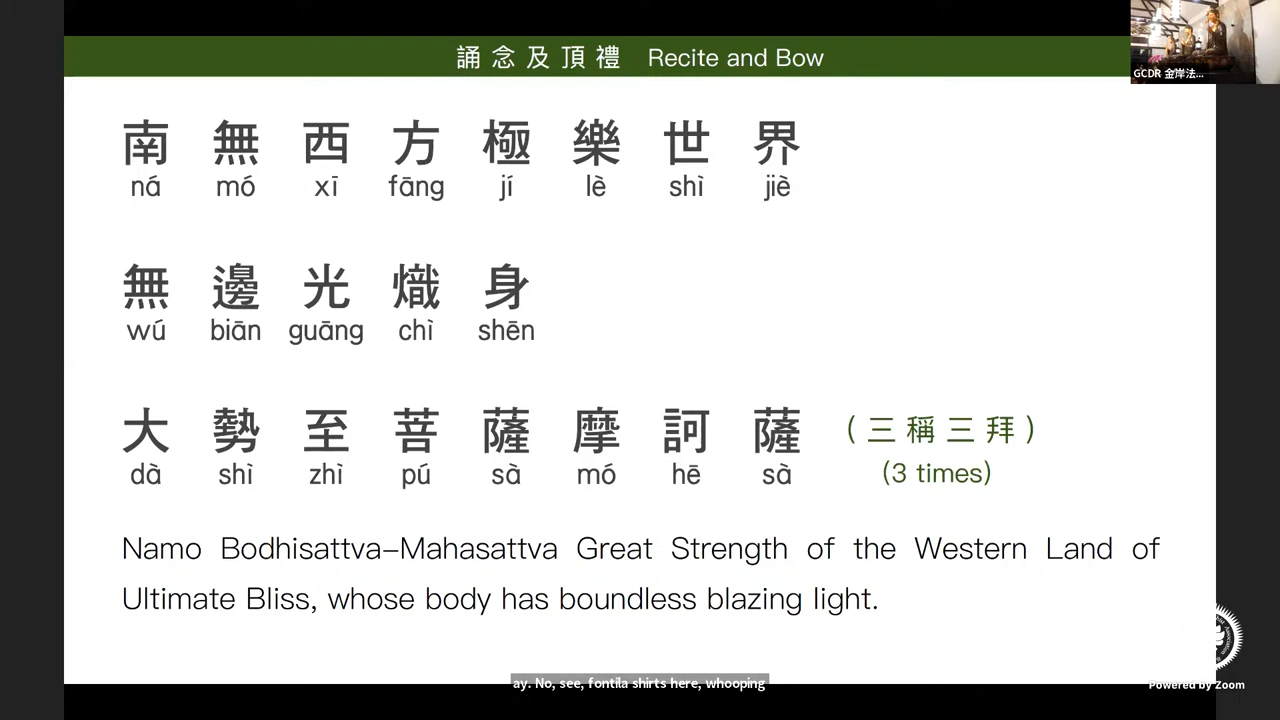 誦念及頂禮 Recite and Bow
GCDR 金岸法...
南 無 西 方 極 樂 世 界
ná mó xī fāng jí lè shì jiè
無 邊 光 熾 身
wú biān guāng chì shēn
大 勢 至 菩 薩 摩 訶 薩 (三稱三拜)
dà shì zhì pú sà mó hē sà (3 times)
Namo Bodhisattva-Mahasattva Great Strength of the Western Land of
Ultimate Bliss, whose body has boundless blazing light.
ay. No, see, fontila shirts here, whooping
Powered by Zoom